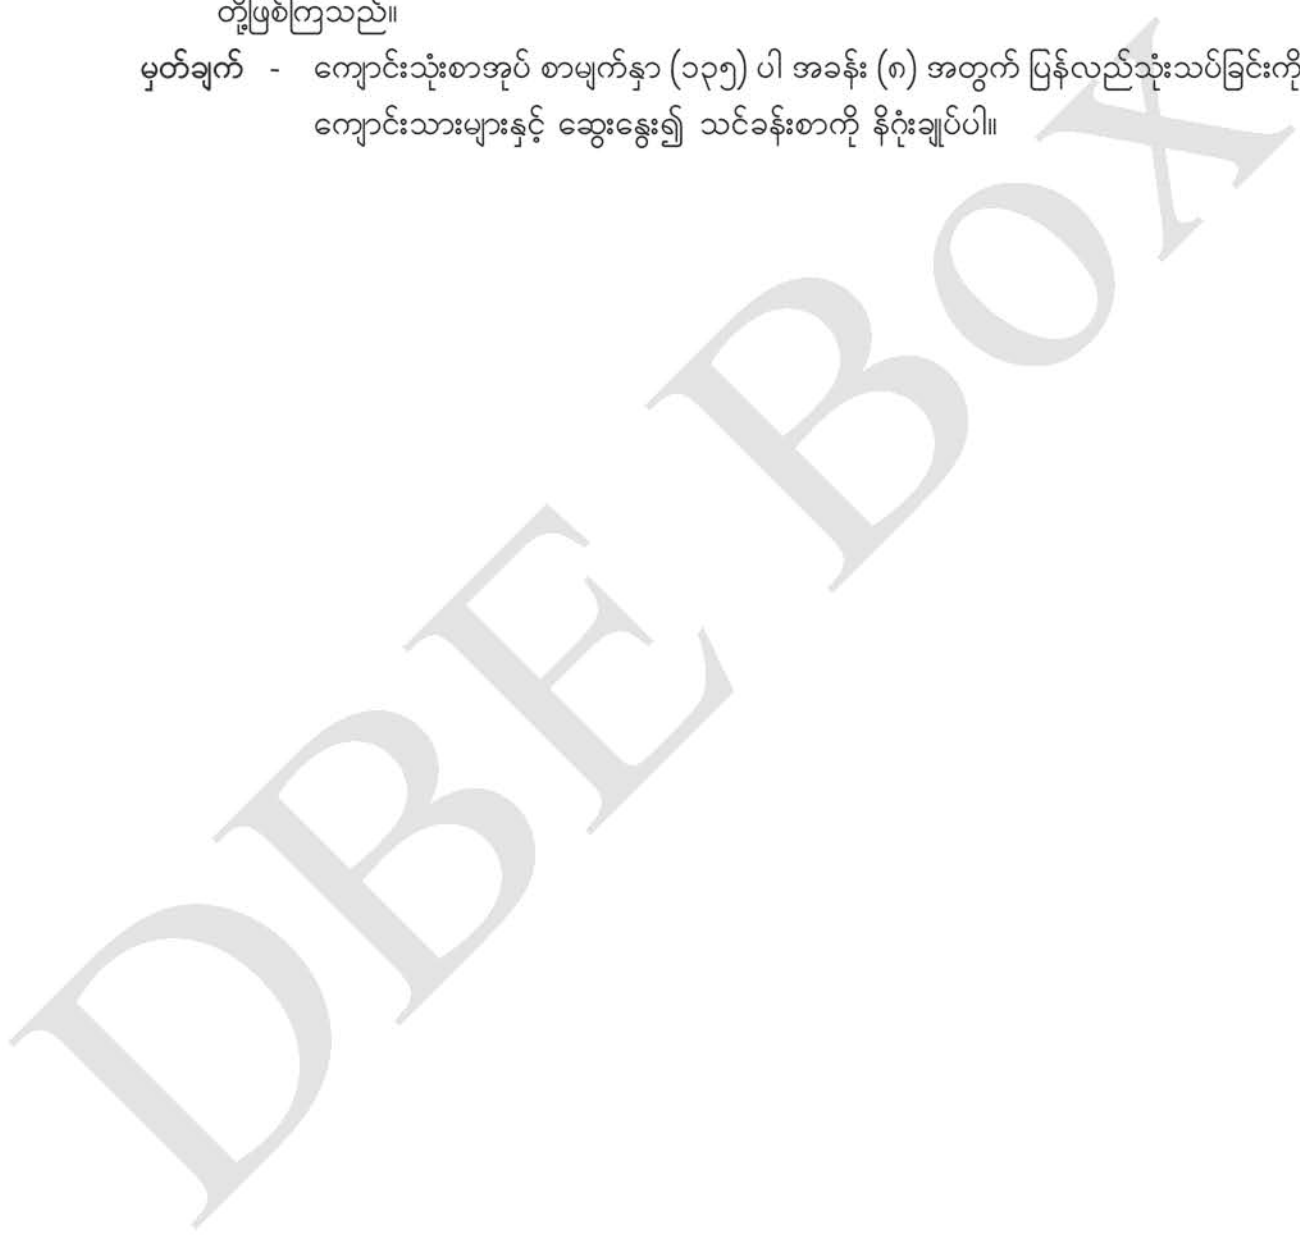 တို့ဖြစ်ကြသည်။
မှတ်ချက် - ကျောင်းသုံးစာအုပ် စာမျက်နှာ (၁၃၅) ပါ အခန်း (၈) အတွက် ပြန်လည်သုံးသပ်ခြင်းကို
ကျောင်းသားများနှင့် ဆွေးနွေး၍ သင်ခန်းစာကို နိဂုံးချုပ်ပါ။
DBE BOX